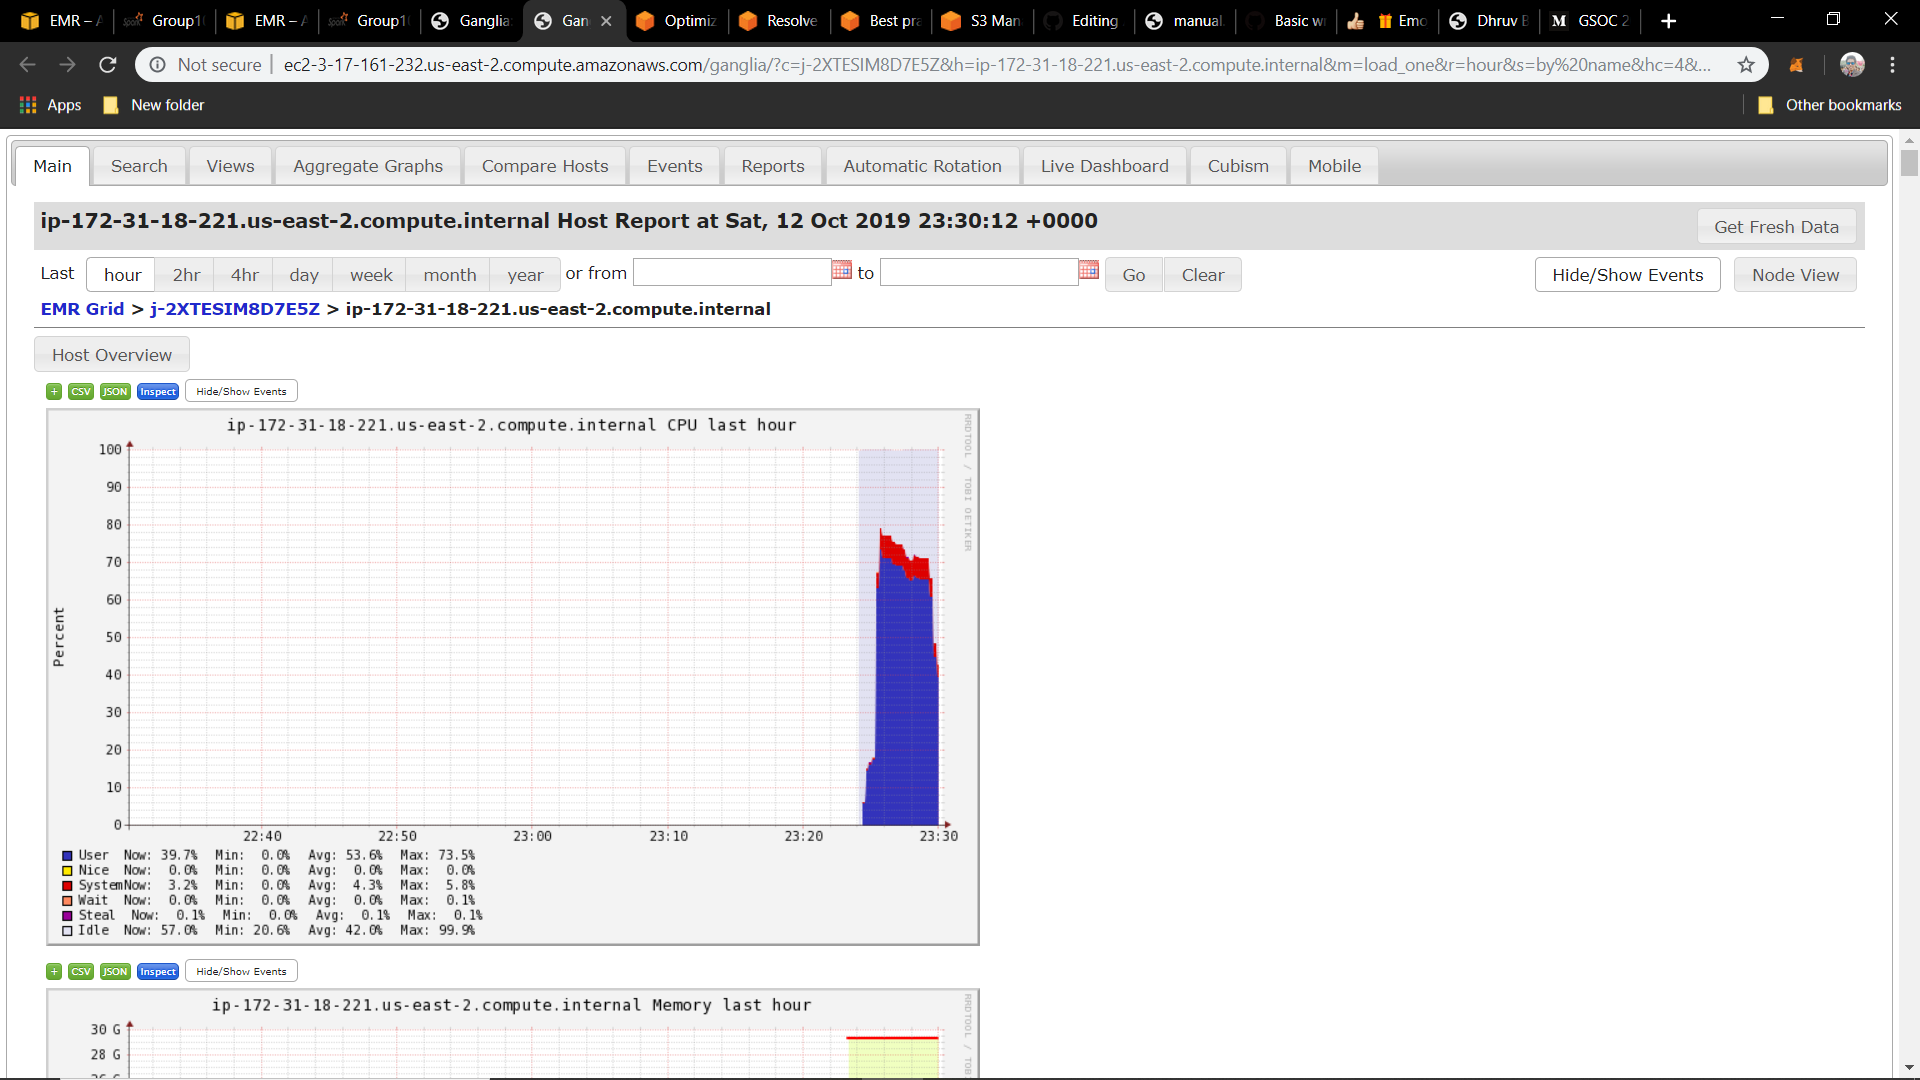 EMR – A
Group1
EMR – A
Group1
Ganglia:
Gan
Optimiz
Resolve
Best pra
S3 Man
Editing
manual.
Basic wr
Emo
Dhruv B
M GSOC 2
Not secure | ec2-3-17-161-232.us-east-2.compute.amazonaws.com/ganglia/?c=j-2XTESIM8D7E5Z&h=ip-172-31-18-221.us-east-2.compute.internal&m=load_one&r=hour&s=by%20name&hc=4&...
Apps New folder Other bookmarks
Main Search Views Aggregate Graphs Compare Hosts Events Reports Automatic Rotation Live Dashboard Cubism Mobile
ip-172-31-18-221.us-east-2.compute.internal Host Report at Sat, 12 Oct 2019 23:30:12 +0000
Get Fresh Data
Last hour 2hr 4hr day week month year or from to Go Clear Hide/Show Events Node View
EMR Grid > j-2XTESIM8D7E5Z > ip-172-31-18-221.us-east-2.compute.internal
Host Overview
+ CSV JSON Inspect Hide/Show Events
ip-172-31-18-221.us-east-2.compute.internal CPU last hour
RRDTOOL / TOBI OETIKER
Percent
100
90
80
70
60
50
40
30
20
10
0
22:40 22:50 23:00 23:10 23:20 23:30
User Now: 39.7% Min: 0.0% Avg: 53.6% Max: 73.5%
Nice Now: 0.0% Min: 0.0% Avg: 0.0% Max: 0.0%
System Now: 3.2% Min: 0.0% Avg: 4.3% Max: 5.8%
Wait Now: 0.0% Min: 0.0% Avg: 0.0% Max: 0.1%
Steal Now: 0.1% Min: 0.0% Avg: 0.1% Max: 0.1%
Idle Now: 57.0% Min: 20.6% Avg: 42.0% Max: 99.9%
+ CSV JSON Inspect Hide/Show Events
ip-172-31-18-221.us-east-2.compute.internal Memory last hour
RRDTOOL / TOB
30 G
28 G